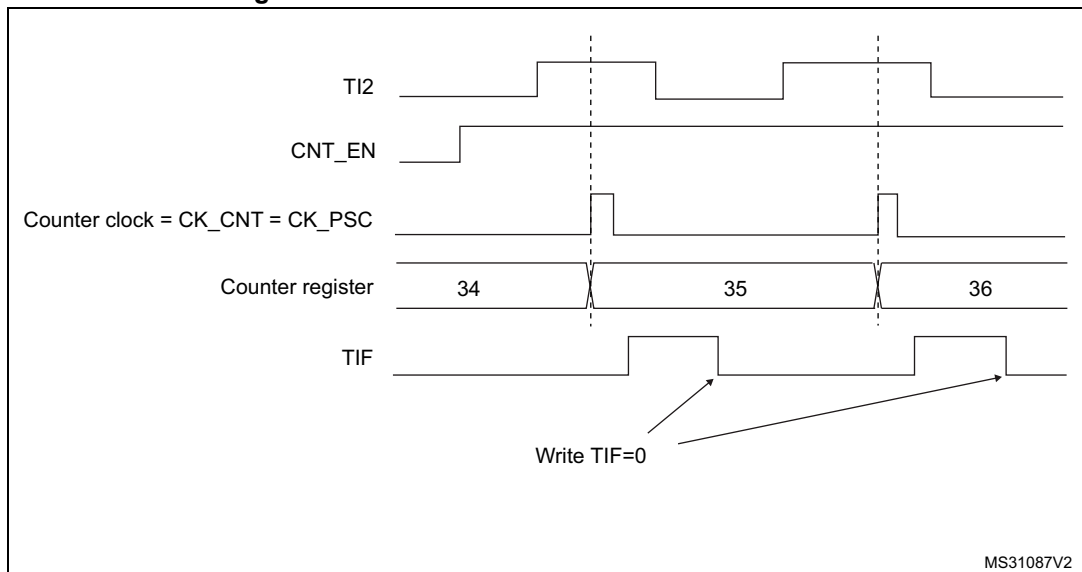 TI2
CNT_EN
Counter clock = CK_CNT = CK_PSC
Counter register 34 35 36
TIF
Write TIF=0
MS31087V2